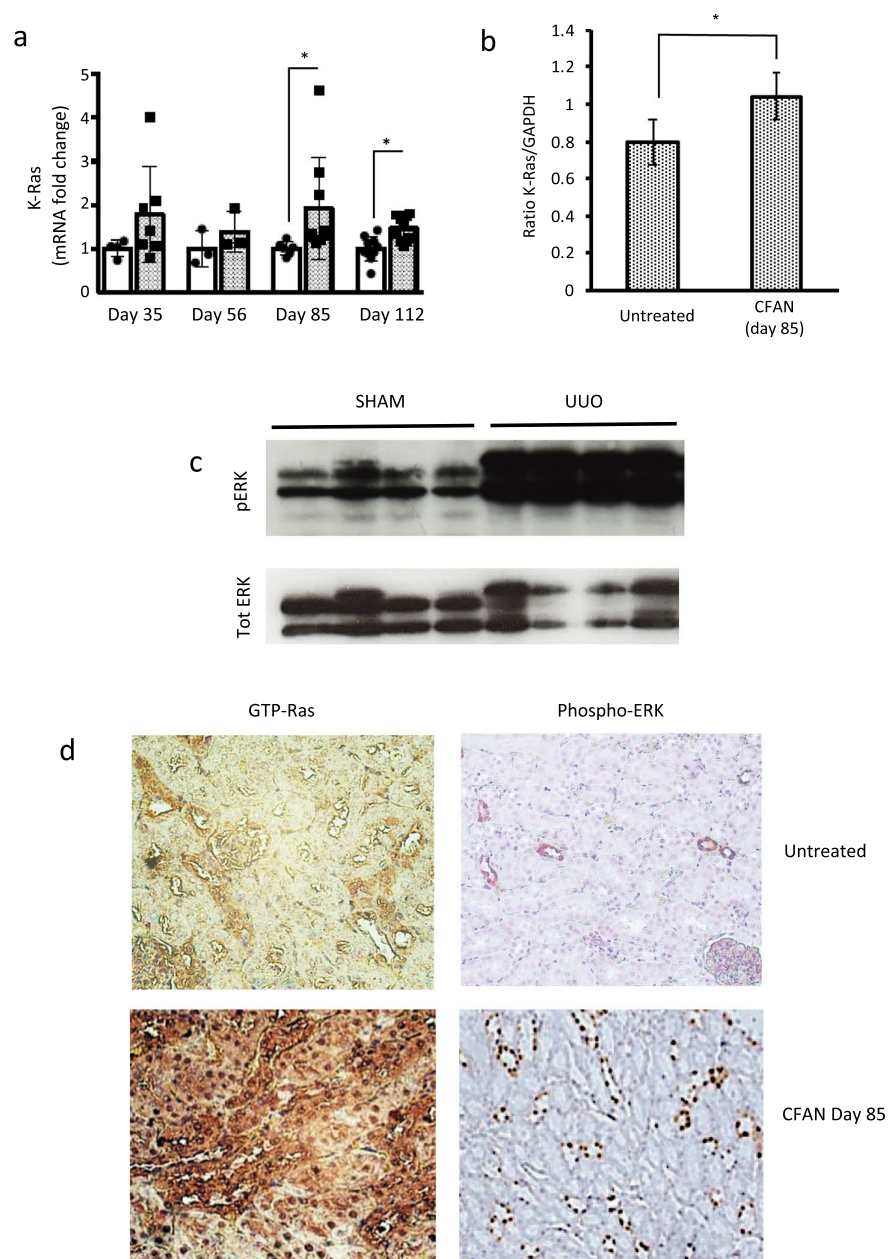 a
K-Ras
(mRNA fold change)
5
4
3
2
1
0
*
*
Day 35
Day 56
Day 85
Day 112
b
Ratio K-Ras/GAPDH
1.4
1.2
1
0.8
0.6
0.4
0.2
0
*
Untreated
CFAN
(day 85)
SHAM
UUO
c
pERK
Tot ERK
GTP-Ras
Phospho-ERK
d
Untreated
CFAN Day 85